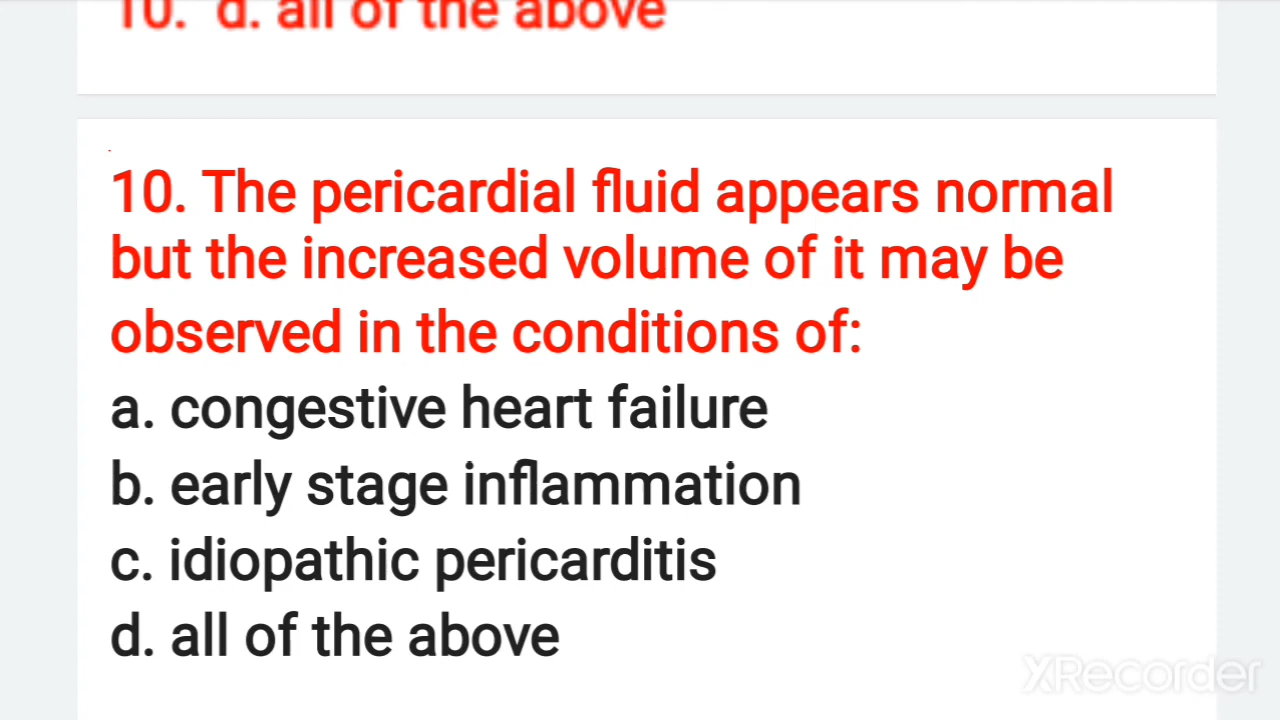 10. d. all of the above
10. The pericardial fluid appears normal
but the increased volume of it may be
observed in the conditions of:
a. congestive heart failure
b. early stage inflammation
c. idiopathic pericarditis
d. all of the above
XRecorder